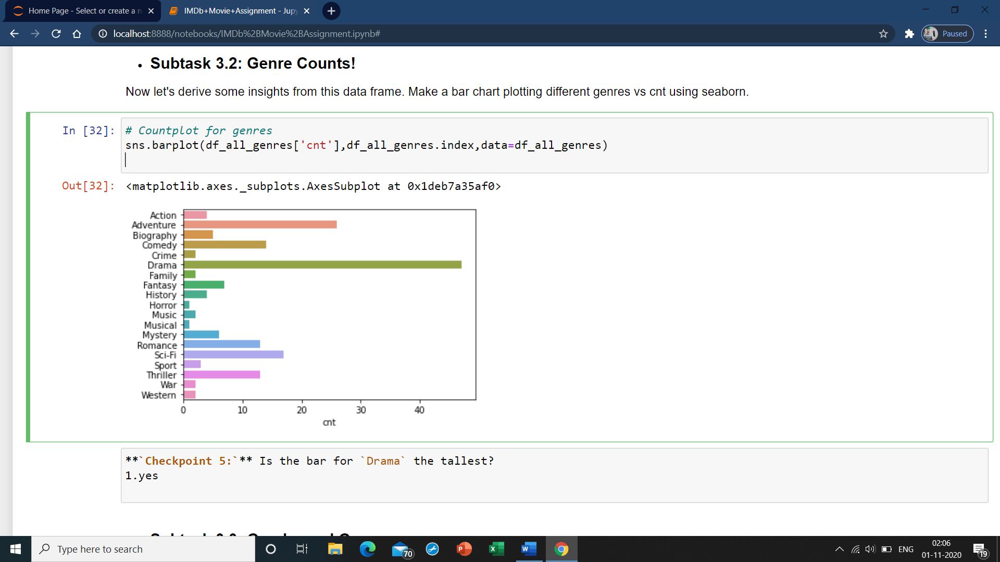 Home Page - Select or create a n
IMDb+Movie+Assignment - Jupy
localhost:8888/notebooks/IMDb%2BMovie%2BAssignment.ipynb#
Paused
• Subtask 3.2: Genre Counts!
Now let's derive some insights from this data frame. Make a bar chart plotting different genres vs cnt using seaborn.
In [32]:
# Countplot for genres
sns.barplot(df_all_genres['cnt'],df_all_genres.index,data=df_all_genres)
Out[32]:
<matplotlib.axes._subplots.AxesSubplot at 0x1deb7a35af0>
Action
Adventure
Biography
Comedy
Crime
Drama
Family
Fantasy
History
Horror
Music
Musical
Mystery
Romance
Sci-Fi
Sport
Thriller
War
Western
0 10 20 30 40
cnt
**`Checkpoint 5:`** Is the bar for `Drama` the tallest?
1.yes
Type here to search
70
ENG
02:06
01-11-2020
19